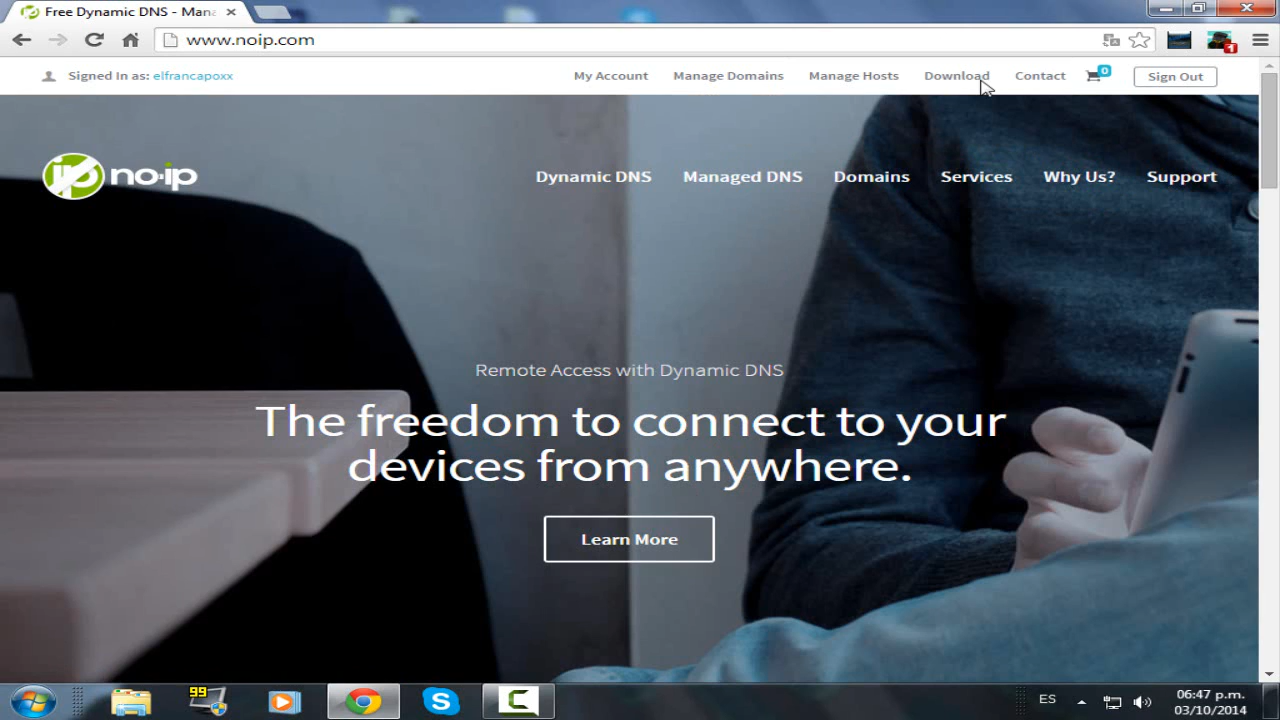 Free Dynamic DNS - Mana
www.noip.com
1
Signed In as: elfrancapoxx
My Account Manage Domains Manage Hosts Download Contact 0 Sign Out
no-ip Dynamic DNS Managed DNS Domains Services Why Us? Support
Remote Access with Dynamic DNS
The freedom to connect to your
devices from anywhere.
Learn More
99
ES
06:47 p.m.
03/10/2014